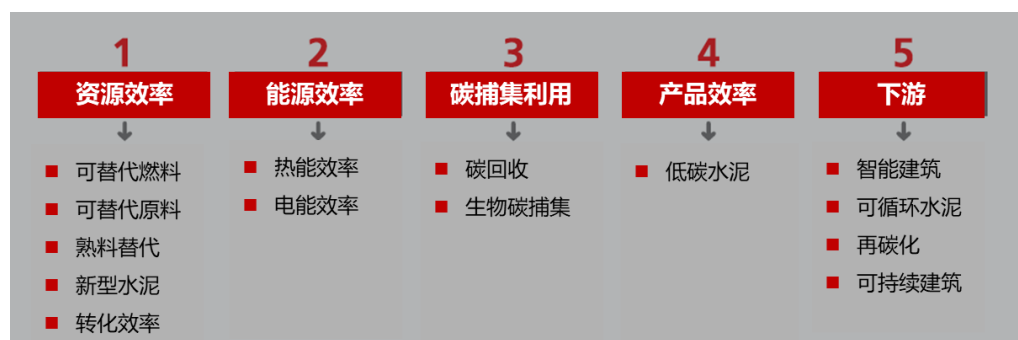 1
资源效率
可替代燃料
可替代原料
熟料替代
新型水泥
转化效率
2
能源效率
热能效率
电能效率
3
碳捕集利用
碳回收
生物碳捕集
4
产品效率
低碳水泥
5
下游
智能建筑
可循环水泥
再碳化
可持续建筑